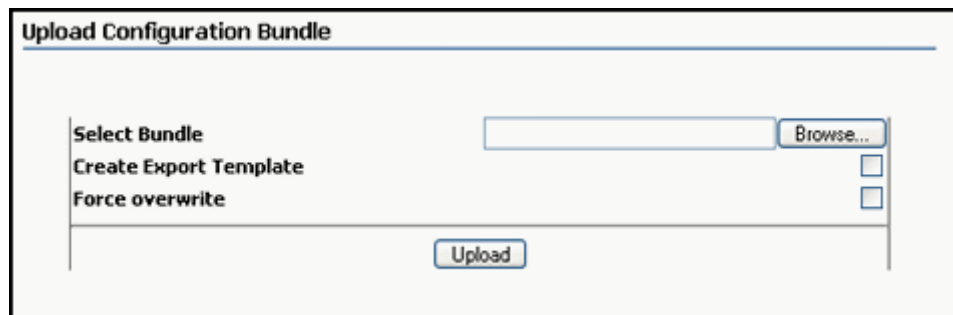 Upload Configuration Bundle
Select Bundle Browse...
Create Export Template
Force overwrite
Upload